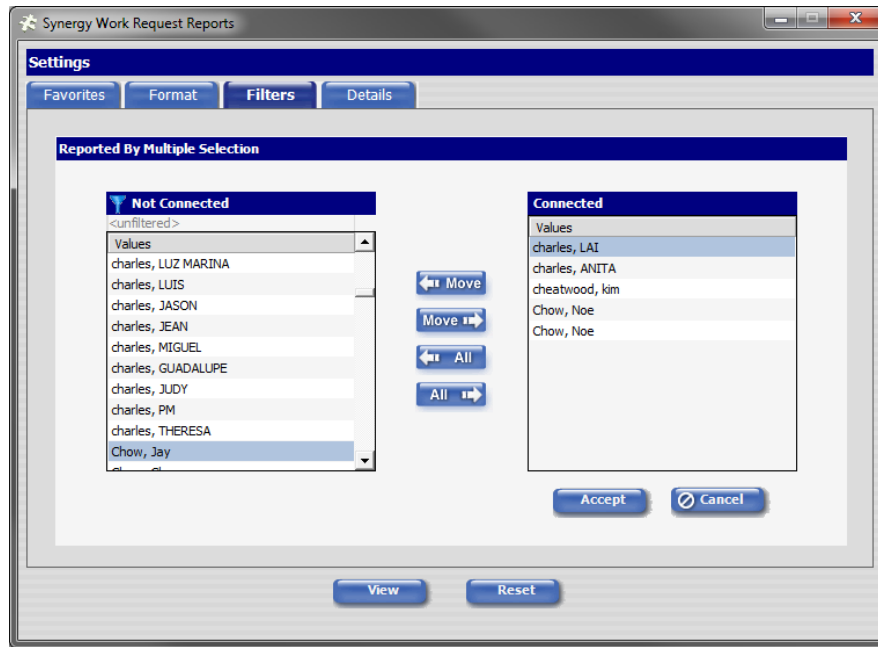 Synergy Work Request Reports
Settings
Favorites Format Filters Details
Reported By Multiple Selection
Not Connected
<unfiltered>
Values
charles, LUZ MARINA
charles, LUIS
charles, JASON
charles, JEAN
charles, MIGUEL
charles, GUADALUPE
charles, JUDY
charles, PM
charles, THERESA
Chow, Jay
Move
Move
All
All
Connected
Values
charles, LAI
charles, ANITA
cheatwood, kim
Chow, Noe
Chow, Noe
Accept Cancel
View Reset